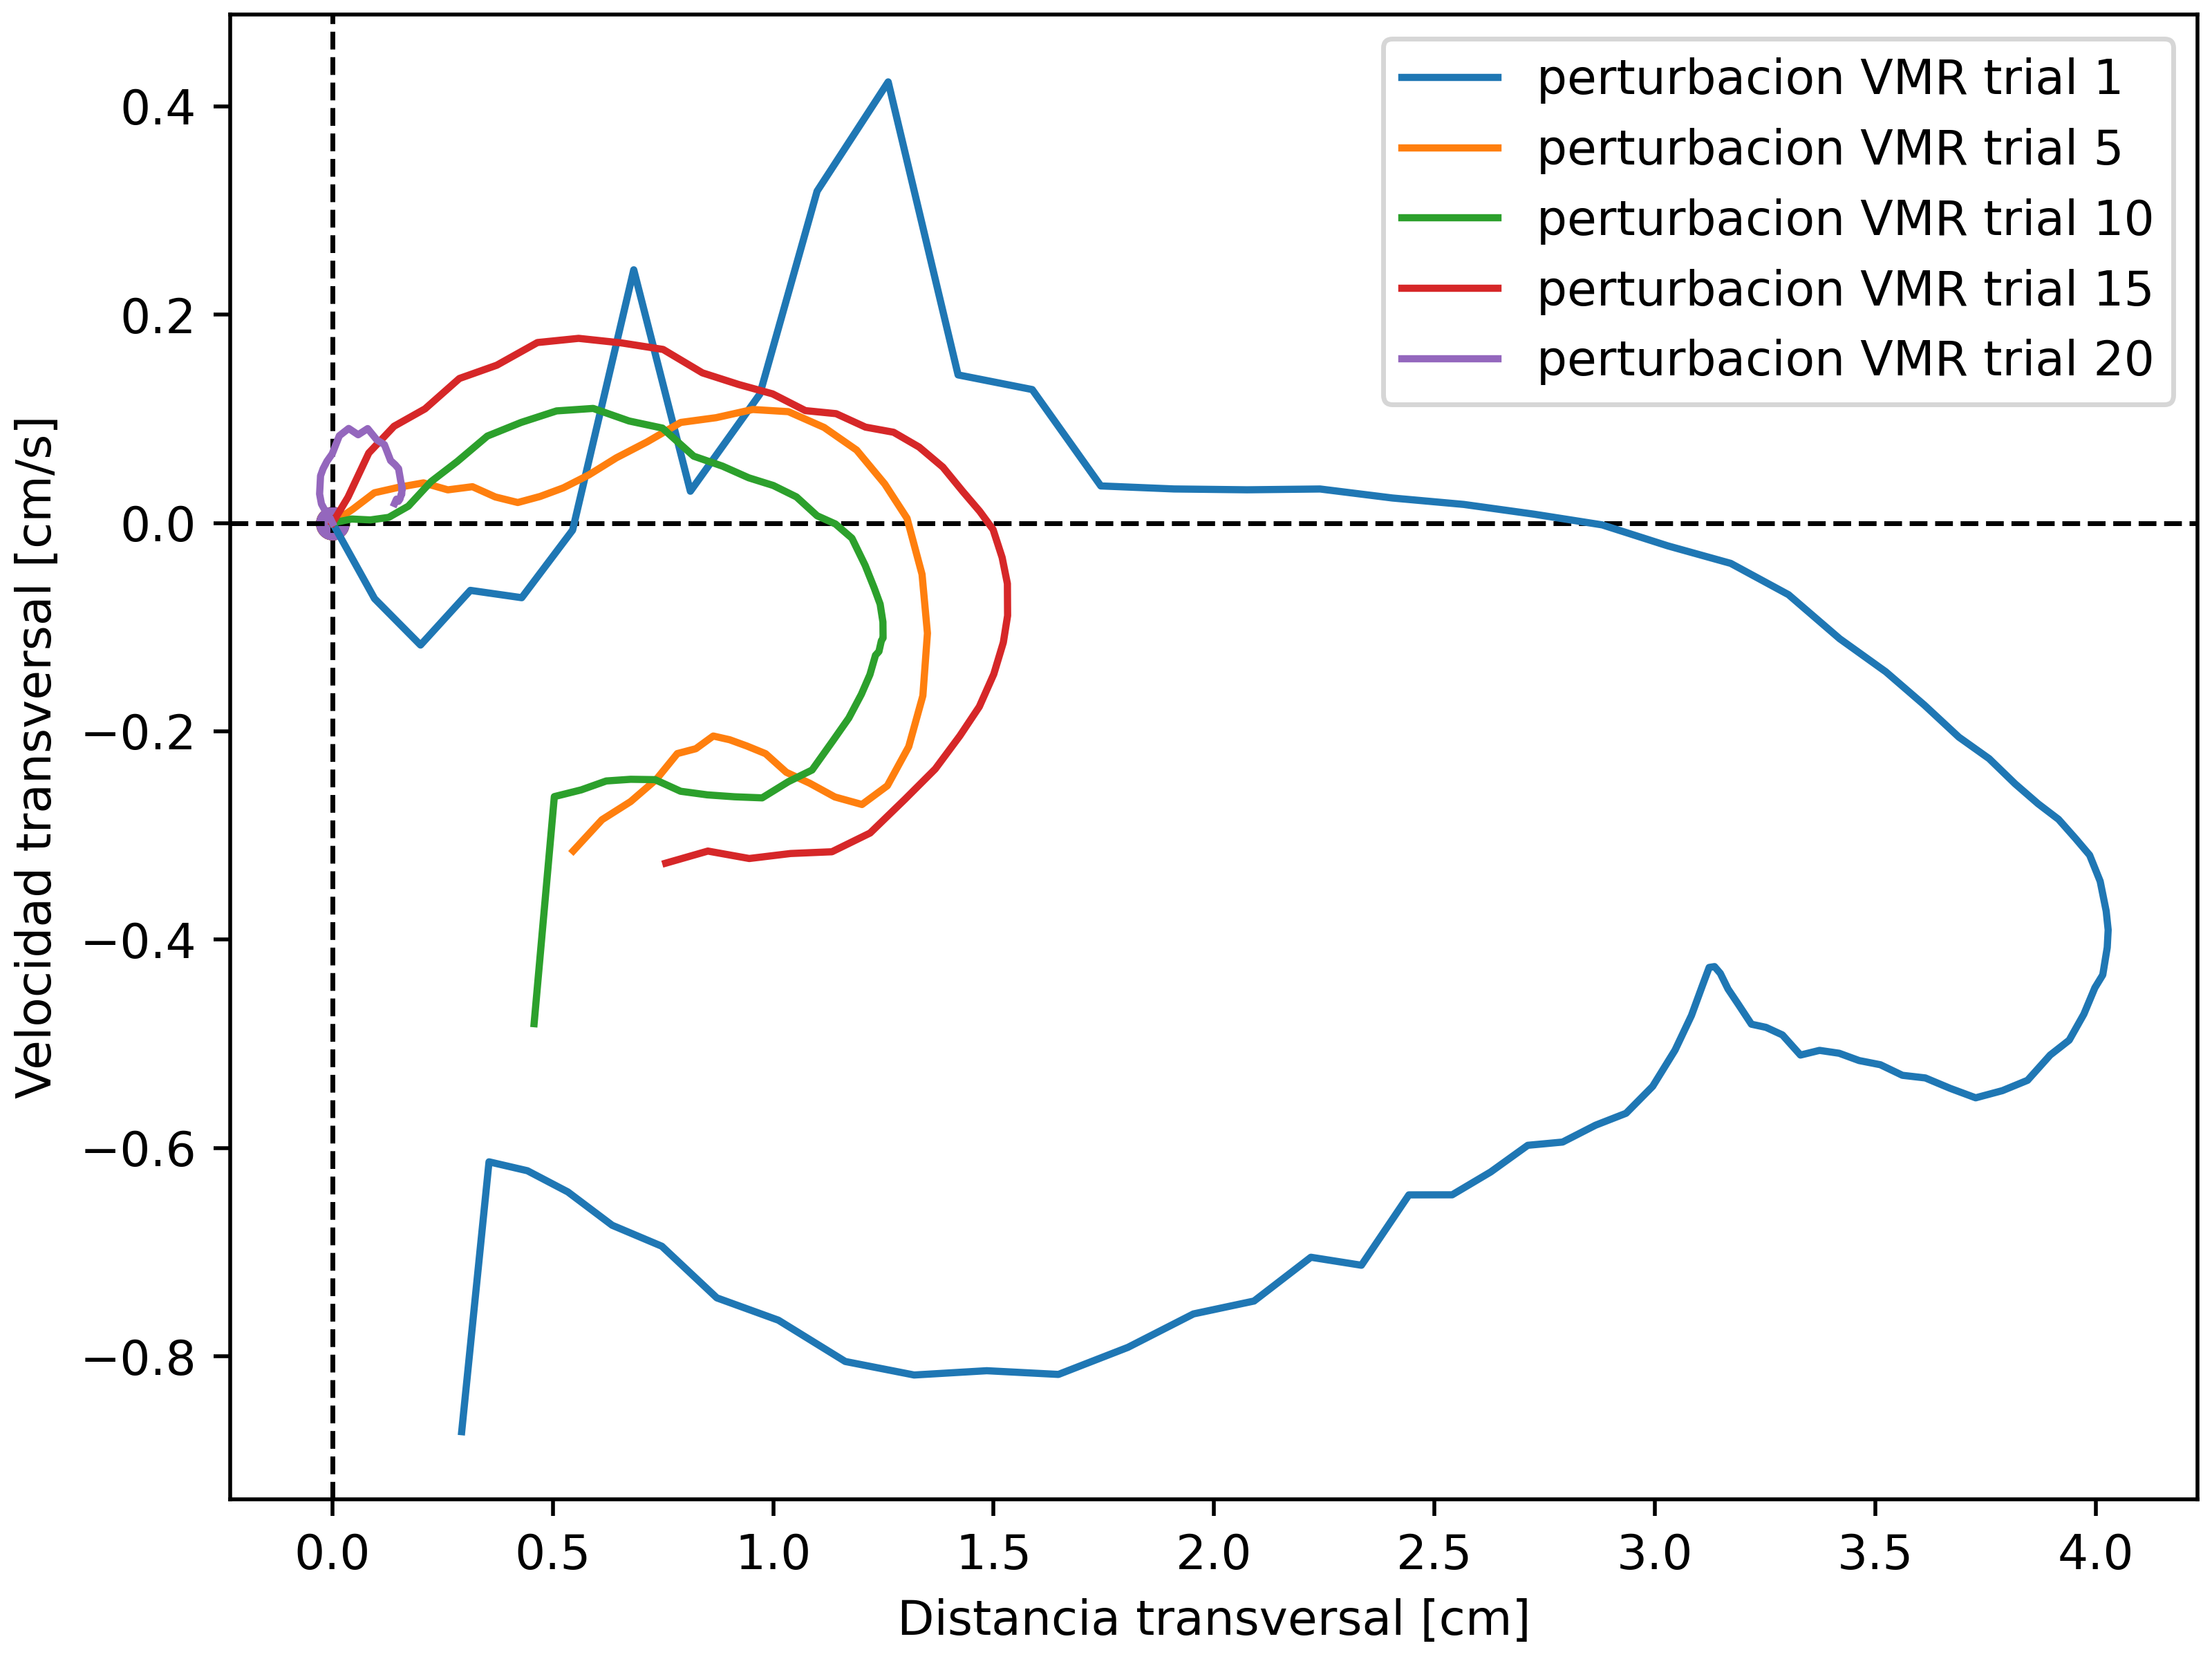 perturbacion VMR trial 1
perturbacion VMR trial 5
perturbacion VMR trial 10
perturbacion VMR trial 15
perturbacion VMR trial 20
Velocidad transversal [cm/s]
0.4
0.2
0.0
−0.2
−0.4
−0.6
−0.8
0.0 0.5 1.0 1.5 2.0 2.5 3.0 3.5 4.0
Distancia transversal [cm]